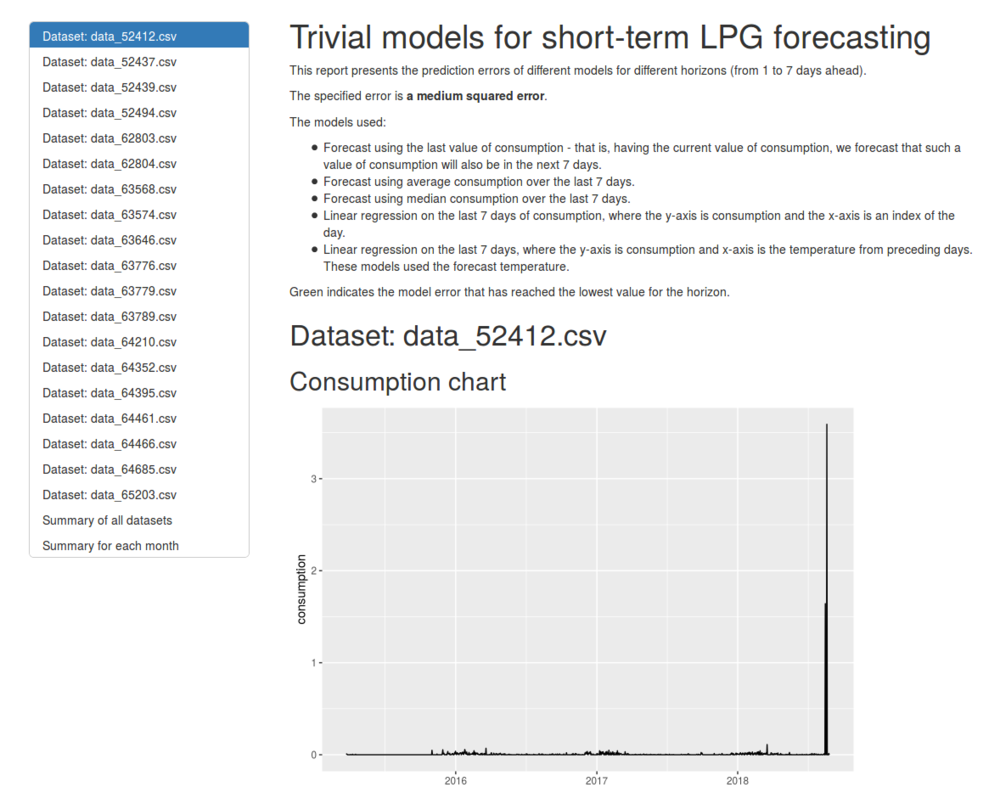 Dataset: data_52412.csv
Dataset: data_52437.csv
Dataset: data_52439.csv
Dataset: data_52494.csv
Dataset: data_62803.csv
Dataset: data_62804.csv
Dataset: data_63568.csv
Dataset: data_63574.csv
Dataset: data_63646.csv
Dataset: data_63776.csv
Dataset: data_63779.csv
Dataset: data_63789.csv
Dataset: data_64210.csv
Dataset: data_64352.csv
Dataset: data_64395.csv
Dataset: data_64461.csv
Dataset: data_64466.csv
Dataset: data_64685.csv
Dataset: data_65203.csv
Summary of all datasets
Summary for each month
Trivial models for short-term LPG forecasting
This report presents the prediction errors of different models for different horizons (from 1 to 7 days ahead).
The specified error is a medium squared error.
The models used:
• Forecast using the last value of consumption - that is, having the current value of consumption, we forecast that such a
value of consumption will also be in the next 7 days.
• Forecast using average consumption over the last 7 days.
• Forecast using median consumption over the last 7 days.
• Linear regression on the last 7 days of consumption, where the y-axis is consumption and the x-axis is an index of the
day.
• Linear regression on the last 7 days, where the y-axis is consumption and x-axis is the temperature from preceding days.
These models used the forecast temperature.
Green indicates the model error that has reached the lowest value for the horizon.
Dataset: data_52412.csv
Consumption chart
consumption
3
2
1
0
2016 2017 2018